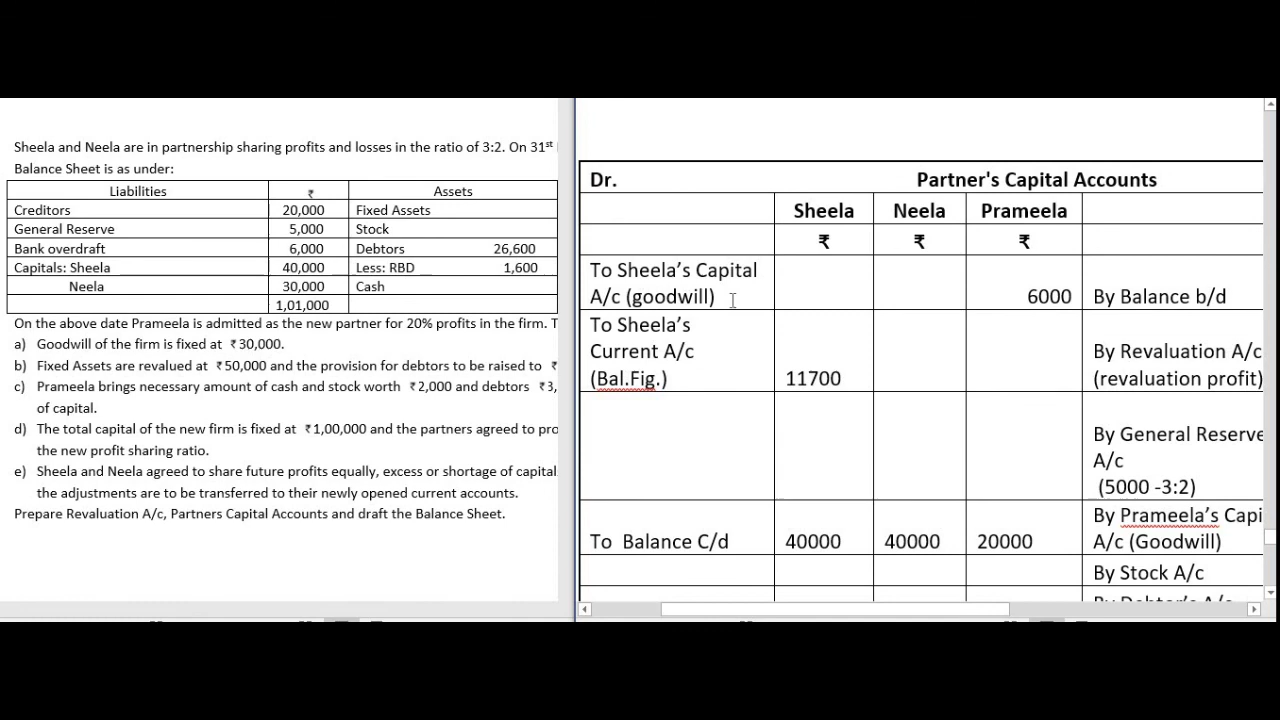 Sheela and Neela are in partnership sharing profits and losses in the ratio of 3:2. On 31st
Balance Sheet is as under:
Liabilities ₹ Assets
Creditors 20,000 Fixed Assets
General Reserve 5,000 Stock
Bank overdraft 6,000 Debtors 26,600
Capitals: Sheela 40,000 Less: RBD 1,600
Neela 30,000 Cash
1,01,000
On the above date Prameela is admitted as the new partner for 20% profits in the firm. T
a) Goodwill of the firm is fixed at ₹30,000.
b) Fixed Assets are revalued at ₹50,000 and the provision for debtors to be raised to ₹
c) Prameela brings necessary amount of cash and stock worth ₹2,000 and debtors ₹3,
of capital.
d) The total capital of the new firm is fixed at ₹1,00,000 and the partners agreed to pro
the new profit sharing ratio.
e) Sheela and Neela agreed to share future profits equally, excess or shortage of capital
the adjustments are to be transferred to their newly opened current accounts.
Prepare Revaluation A/c, Partners Capital Accounts and draft the Balance Sheet.
Dr. Partner's Capital Accounts
Sheela Neela Prameela
₹ ₹ ₹
To Sheela's Capital
A/c (goodwill) 6000 By Balance b/d
To Sheela's
Current A/c By Revaluation A/c
(Bal.Fig.) 11700 (revaluation profit)
By General Reserve
A/c
(5000 -3:2)
By Prameela's Capi
To Balance C/d 40000 40000 20000 A/c (Goodwill)
By Stock A/c
By Debtor's A/c